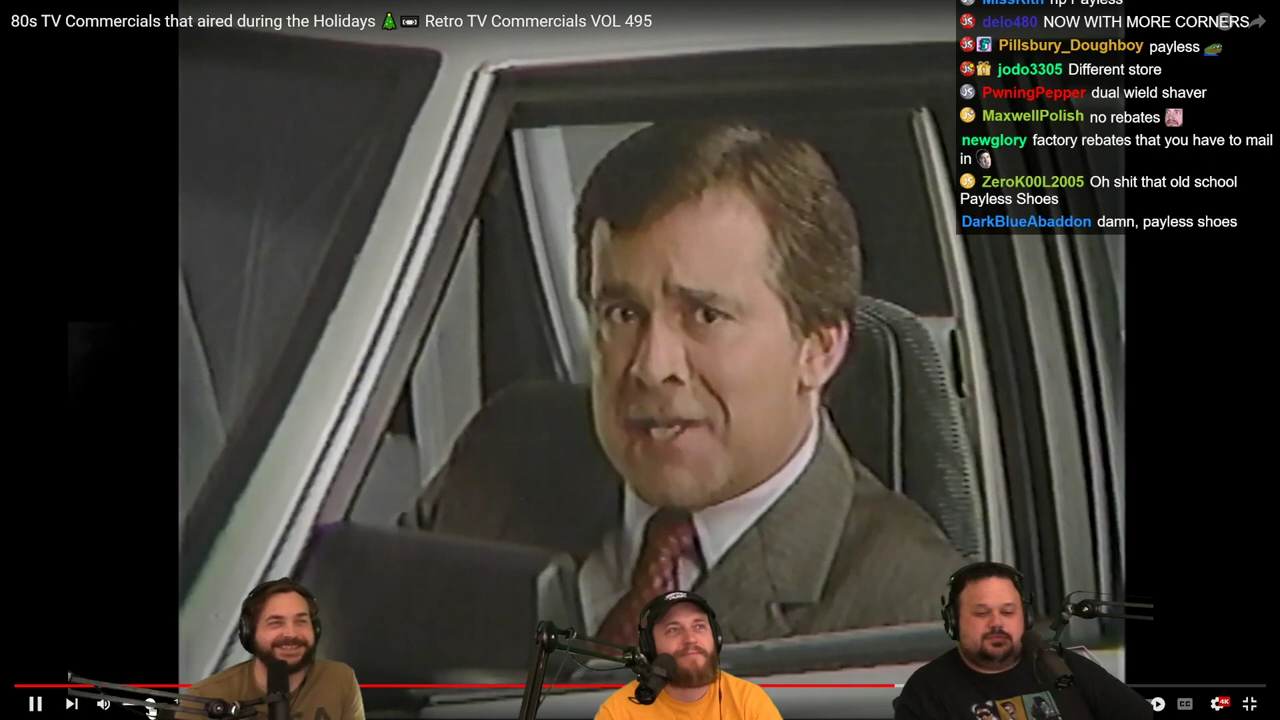 80s TV Commercials that aired during the Holidays 🎄📼 Retro TV Commercials VOL 495
delo480 NOW WITH MORE CORNERS
Pillsbury_Doughboy payless
jodo3305 Different store
PwningPepper dual wield shaver
MaxwellPolish no rebates
newglory factory rebates that you have to mail
in
ZeroK00L2005 Oh shit that old school
Payless Shoes
DarkBlueAbaddon damn, payless shoes
CC
4K